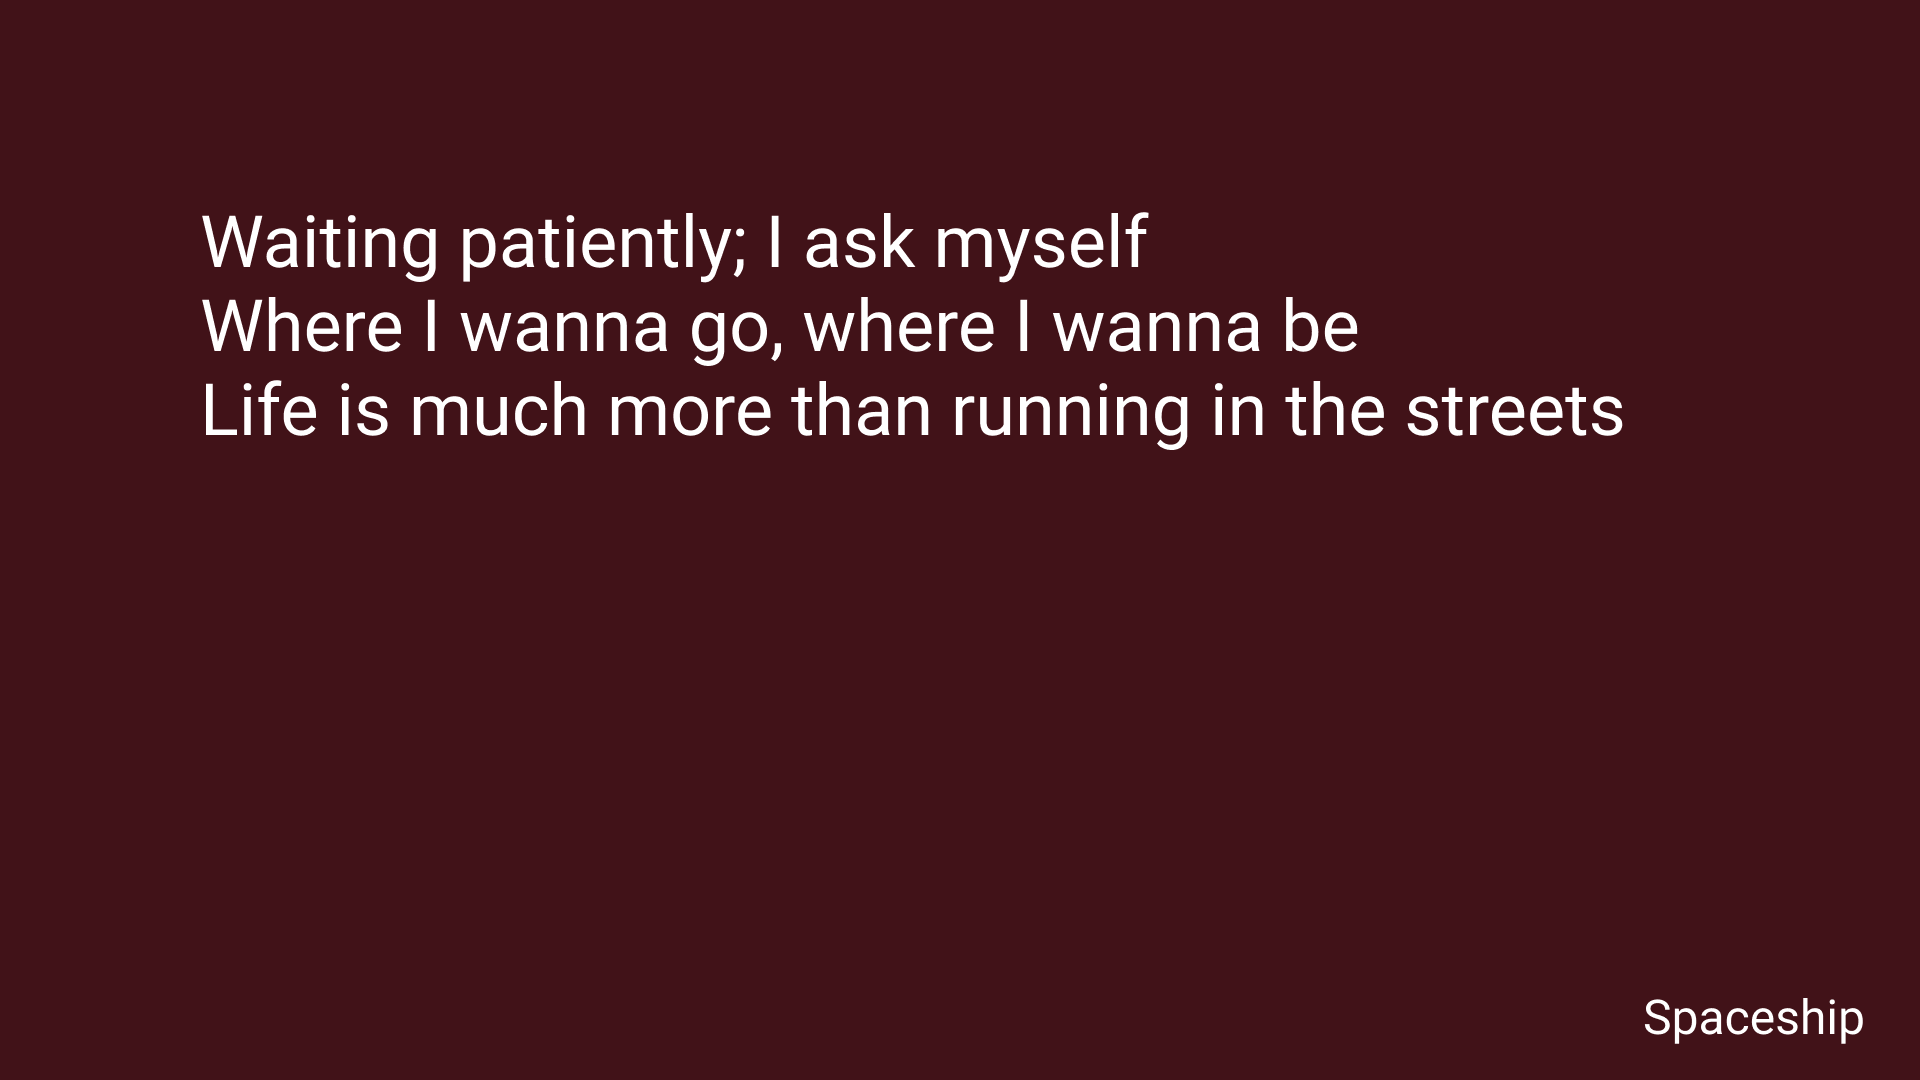 Waiting patiently; I ask myself
Where I wanna go, where I wanna be
Life is much more than running in the streets
Spaceship